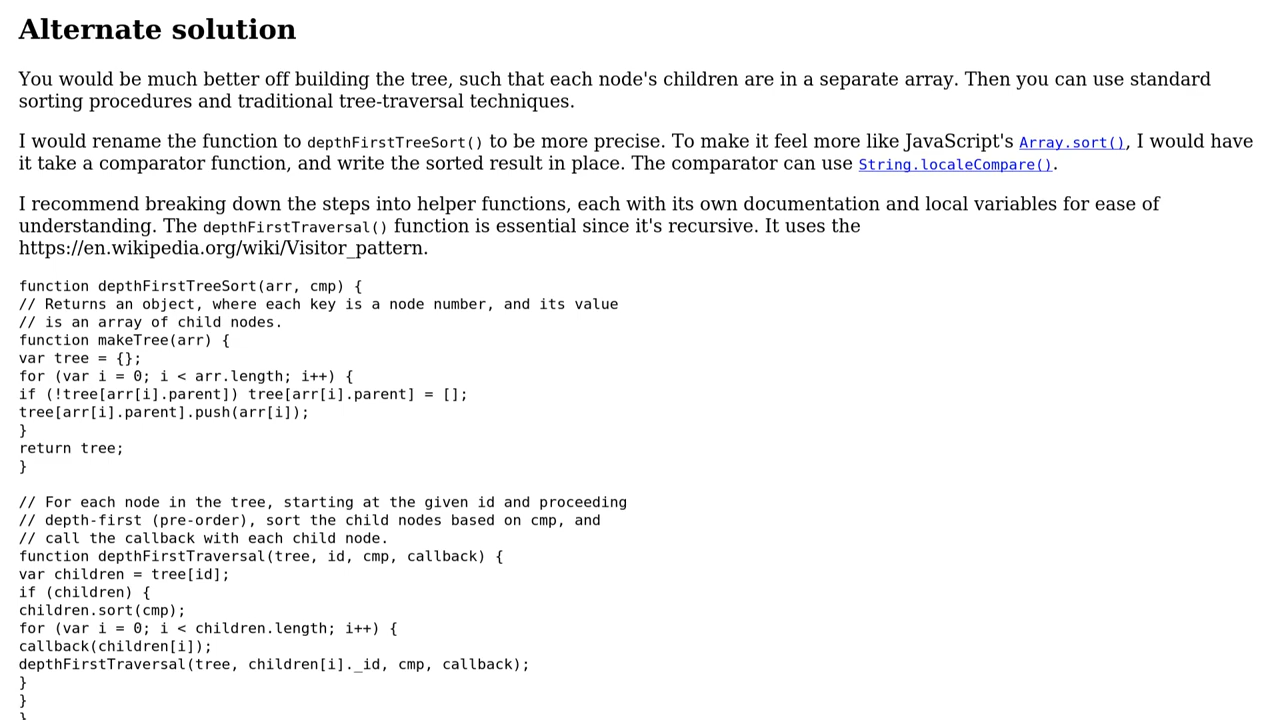 Alternate solution
You would be much better off building the tree, such that each node's children are in a separate array. Then you can use standard
sorting procedures and traditional tree-traversal techniques.
I would rename the function to depthFirstTreeSort() to be more precise. To make it feel more like JavaScript's Array.sort(), I would have
it take a comparator function, and write the sorted result in place. The comparator can use String.localeCompare().
I recommend breaking down the steps into helper functions, each with its own documentation and local variables for ease of
understanding. The depthFirstTraversal() function is essential since it's recursive. It uses the
https://en.wikipedia.org/wiki/Visitor_pattern.
function depthFirstTreeSort(arr, cmp) {
// Returns an object, where each key is a node number, and its value
// is an array of child nodes.
function makeTree(arr) {
var tree = {};
for (var i = 0; i < arr.length; i++) {
if (!tree[arr[i].parent]) tree[arr[i].parent] = [];
tree[arr[i].parent].push(arr[i]);
}
return tree;
}
// For each node in the tree, starting at the given id and proceeding
// depth-first (pre-order), sort the child nodes based on cmp, and
// call the callback with each child node.
function depthFirstTraversal(tree, id, cmp, callback) {
var children = tree[id];
if (children) {
children.sort(cmp);
for (var i = 0; i < children.length; i++) {
callback(children[i]);
depthFirstTraversal(tree, children[i]._id, cmp, callback);
}
}
}